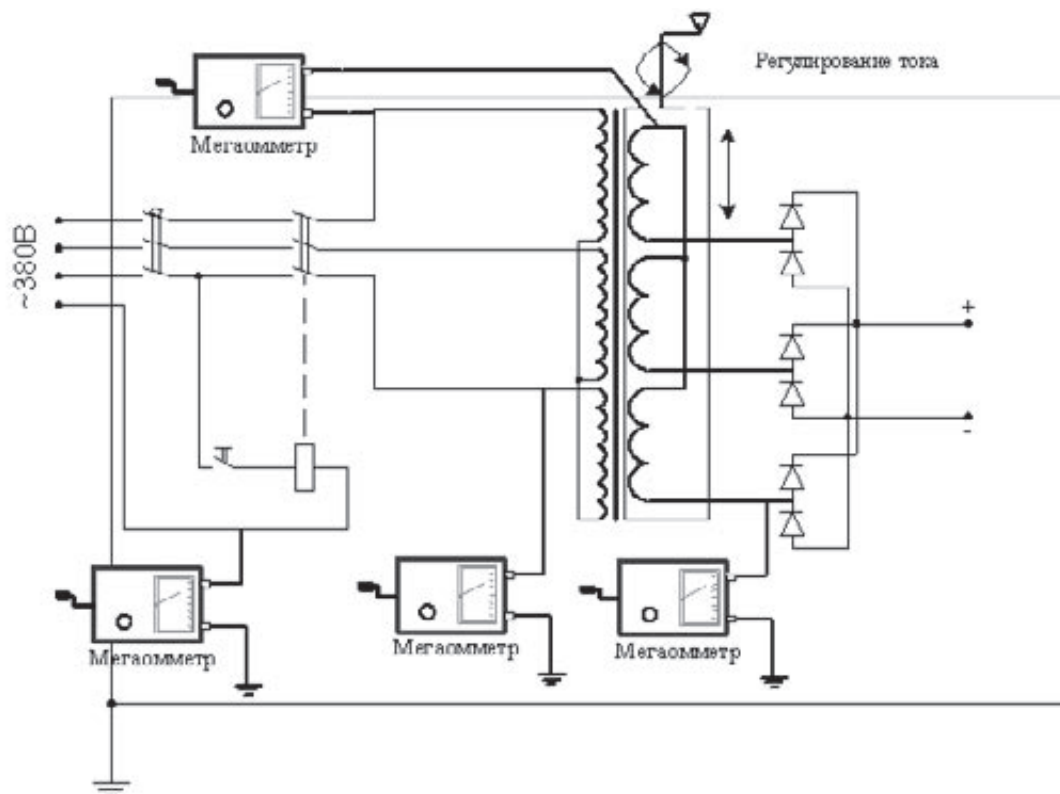 Регулирование тока
Мегаомметр
~380В
+
-
Мегаомметр
Мегаомметр
Мегаомметр